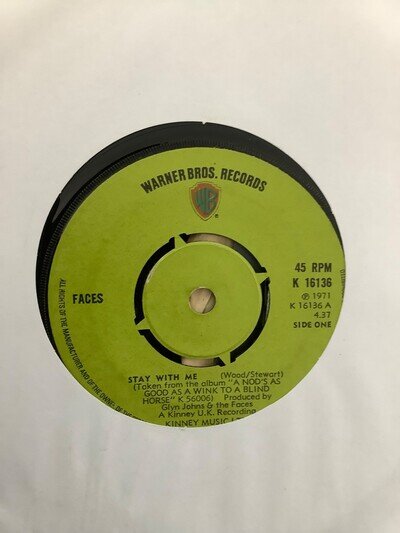 WARNER BROS. RECORDS
WB
FACES
45 RPM
K 16136
℗ 1971
K 16136 A
4.37
SIDE ONE
STAY WITH ME (Wood/Stewart)
(Taken from the album "A NOD'S AS
GOOD AS A WINK TO A BLIND
HORSE" K 56006) Produced by
Glyn Johns & the Faces
A Kinney U.K. Recording
KINNEY MUSIC
ALL RIGHTS OF THE MANUFACTURER AND OF THE OWNER OF THE